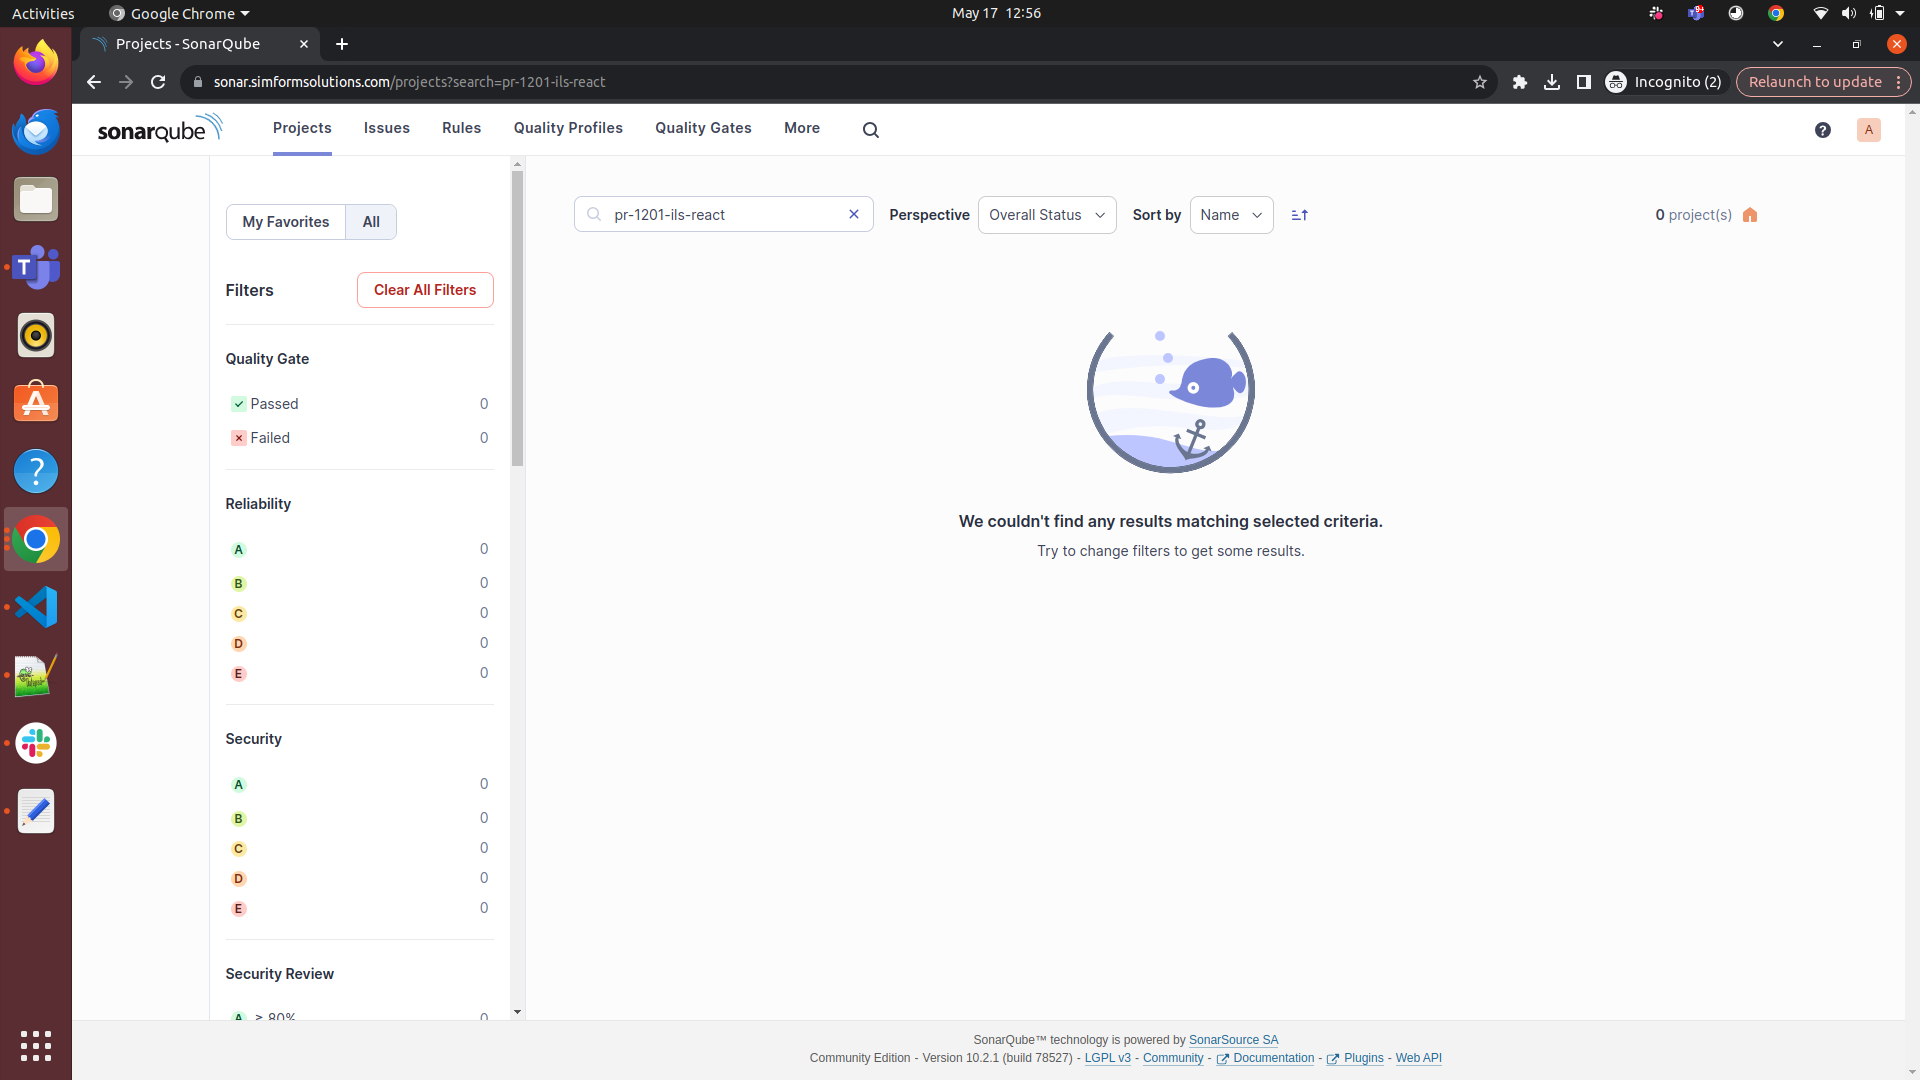 Activities
Google Chrome
May 17 12:56
Projects - SonarQube
sonar.simformsolutions.com/projects?search=pr-1201-ils-react
Incognito (2)
Relaunch to update
sonarqube
Projects
Issues
Rules
Quality Profiles
Quality Gates
More
A
My Favorites
All
pr-1201-ils-react
Perspective
Overall Status
Sort by
Name
0 project(s)
Filters
Clear All Filters
Quality Gate
Passed 0
Failed 0
Reliability
A 0
B 0
C 0
D 0
E 0
Security
A 0
B 0
C 0
D 0
E 0
Security Review
A ≥ 80% 0
We couldn't find any results matching selected criteria.
Try to change filters to get some results.
SonarQube™ technology is powered by SonarSource SA
Community Edition - Version 10.2.1 (build 78527) - LGPL v3 - Community - Documentation - Plugins - Web API